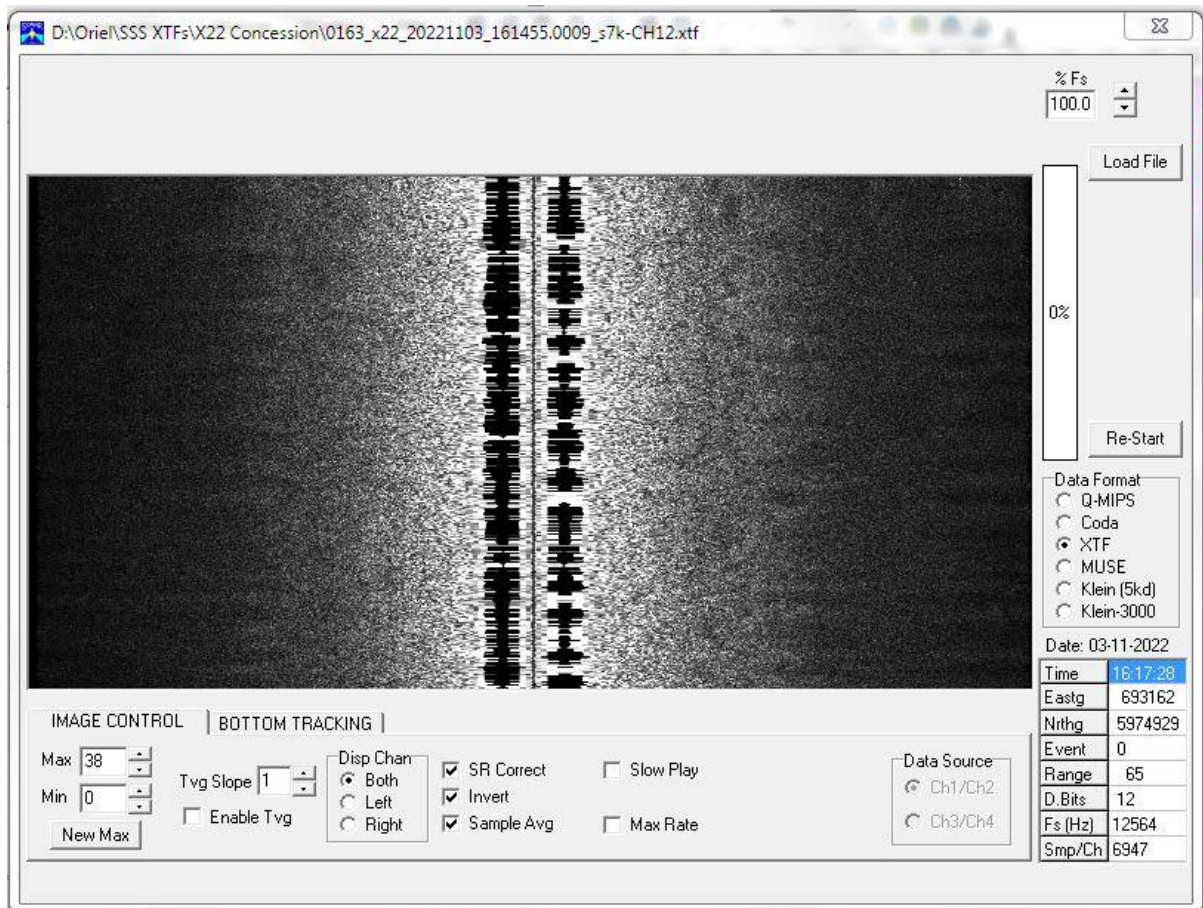 D:\Oriel\SSS XTFs\X22 Concession\0163_x22_20221103_161455.0009_s7k-CH12.xtf
% Fs
100.0
Load File
0%
Re-Start
Data Format
Q-MIPS
Coda
XTF
MUSE
Klein (5kd)
Klein-3000
Date: 03-11-2022
Time 16:17:28
Eastg 693162
Nrthg 5974929
Event 0
Range 65
D.Bits 12
Fs (Hz) 12564
Smp/Ch 6947
IMAGE CONTROL BOTTOM TRACKING
Max 38
Min 0
New Max
Tvg Slope 1
Enable Tvg
Disp Chan
Both
Left
Right
SR Correct
Invert
Sample Avg
Slow Play
Max Rate
Data Source
Ch1/Ch2
Ch3/Ch4